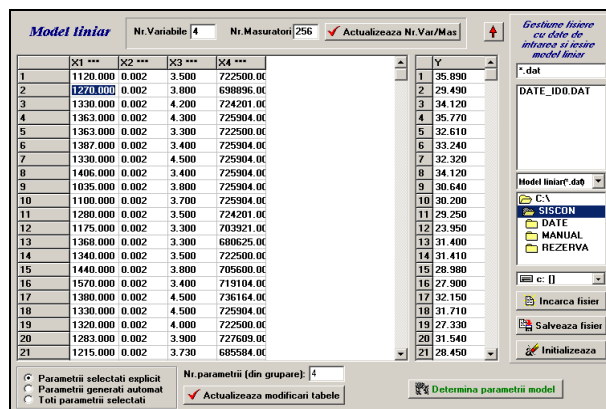 Model liniar
Nr.Variabile 4
Nr.Masuratori 256
Actualizeaza Nr.Var/Mas
Gestiune fisiere
cu date de
intrarea si iesire
model liniar
*.dat
DATE_ID0.DAT
Model liniar(*.dat)
C:\
SISCON
DATE
MANUAL
REZERVA
c: []
Incarca fisier
Salveaza fisier
Initializeaza
X1 *** X2 *** X3 *** X4 *** Y
1 1120.000 0.002 3.500 722500.00 1 35.890
2 1270.000 0.002 3.800 698896.00 2 29.490
3 1330.000 0.002 4.200 724201.00 3 34.120
4 1363.000 0.002 4.300 725904.00 4 35.770
5 1363.000 0.002 3.300 722500.00 5 32.610
6 1387.000 0.002 3.400 725904.00 6 33.240
7 1330.000 0.002 4.500 725904.00 7 32.320
8 1406.000 0.002 3.400 725904.00 8 34.120
9 1035.000 0.002 3.800 725904.00 9 30.640
10 1100.000 0.002 3.700 725904.00 10 30.200
11 1280.000 0.002 3.500 724201.00 11 29.250
12 1175.000 0.002 3.300 703921.00 12 23.950
13 1368.000 0.002 3.300 680625.00 13 31.400
14 1340.000 0.002 3.500 722500.00 14 31.410
15 1440.000 0.002 3.800 705600.00 15 28.980
16 1570.000 0.002 3.400 719104.00 16 27.900
17 1380.000 0.002 4.500 736164.00 17 32.150
18 1330.000 0.002 4.500 725904.00 18 31.710
19 1320.000 0.002 4.000 722500.00 19 27.330
20 1283.000 0.002 3.900 727609.00 20 31.540
21 1215.000 0.002 3.730 685584.00 21 28.450
Parametrii selectati explicit
Parametrii generati automat
Toti parametrii selectati
Nr.parametrii (din grupare): 4
Actualizeaza modificari tabele
Determina parametrii model